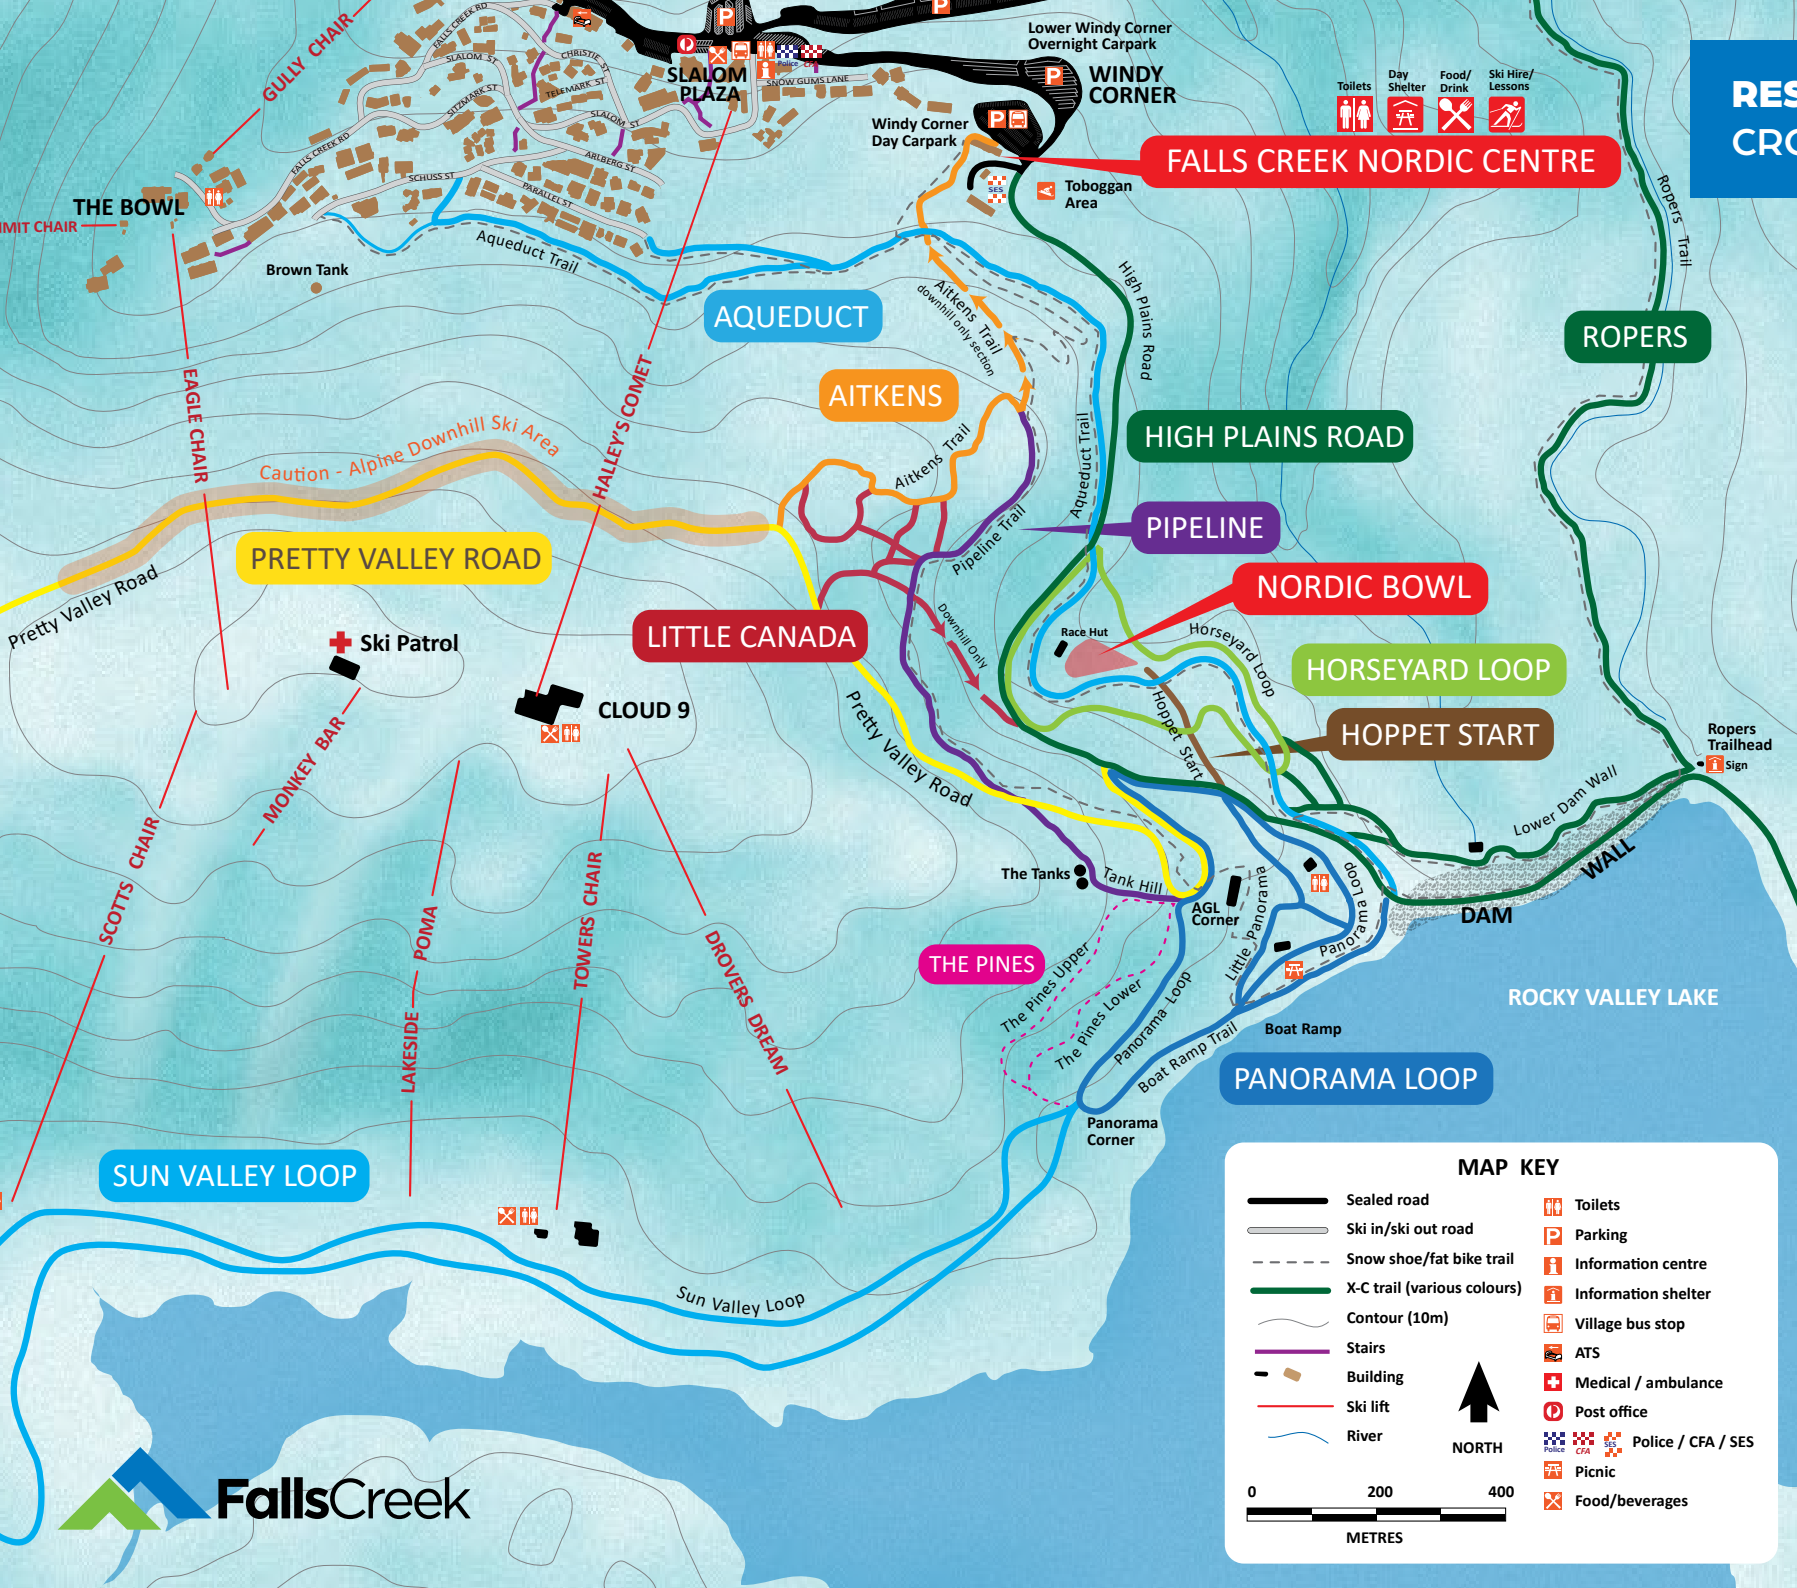 FALLS CREEK RD
GULLY CHAIR
SLALOM ST
CHRISTIE ST
SITZMARK ST
TELEMARK ST
SLALOM ST
FALLS CREEK RD
ARLBERG ST
SCHUSS ST
PARALLEL ST
SNOW GUMS LANE
SLALOM
PLAZA
Police
Lower Windy Corner
Overnight Carpark
WINDY
CORNER
Windy Corner
Day Carpark
Toilets
Day
Shelter
Food/
Drink
Ski Hire/
Lessons
FALLS CREEK NORDIC CENTRE
RES
CRO
SES
Toboggan
Area
THE BOWL
MIT CHAIR
Brown Tank
Aqueduct Trail
AQUEDUCT
Aitkens Trail
downhill only section
High Plains Road
Ropers Trail
ROPERS
EAGLE CHAIR
HALLEY'S COMET
AITKENS
Caution - Alpine Downhill Ski Area
Aitkens Trail
Aqueduct Trail
HIGH PLAINS ROAD
PRETTY VALLEY ROAD
Pretty Valley Road
Pipeline Trail
PIPELINE
NORDIC BOWL
LITTLE CANADA
Downhill Only
Race Hut
Horseyard Loop
HORSEYARD LOOP
Ski Patrol
CLOUD 9
Hoppet Start
HOPPET START
Pretty Valley Road
MONKEY BAR
SCOTTS CHAIR
Ropers
Trailhead
Sign
Lower Dam Wall
WALL
DAM
The Tanks
Tank Hill
AGL
Corner
Little Panorama
Panorama Loop
LAKESIDE POMA
TOWERS CHAIR
DROVERS DREAM
THE PINES
The Pines Upper
The Pines Lower
Panorama Loop
Boat Ramp Trail
Boat Ramp
ROCKY VALLEY LAKE
PANORAMA LOOP
Panorama
Corner
SUN VALLEY LOOP
Sun Valley Loop
FallsCreek
MAP KEY
Sealed road
Ski in/ski out road
Snow shoe/fat bike trail
X-C trail (various colours)
Contour (10m)
Stairs
Building
Ski lift
River
NORTH
0 200 400
METRES
Toilets
Parking
Information centre
Information shelter
Village bus stop
ATS
Medical / ambulance
Post office
Police CFA SES
Police / CFA / SES
Picnic
Food/beverages